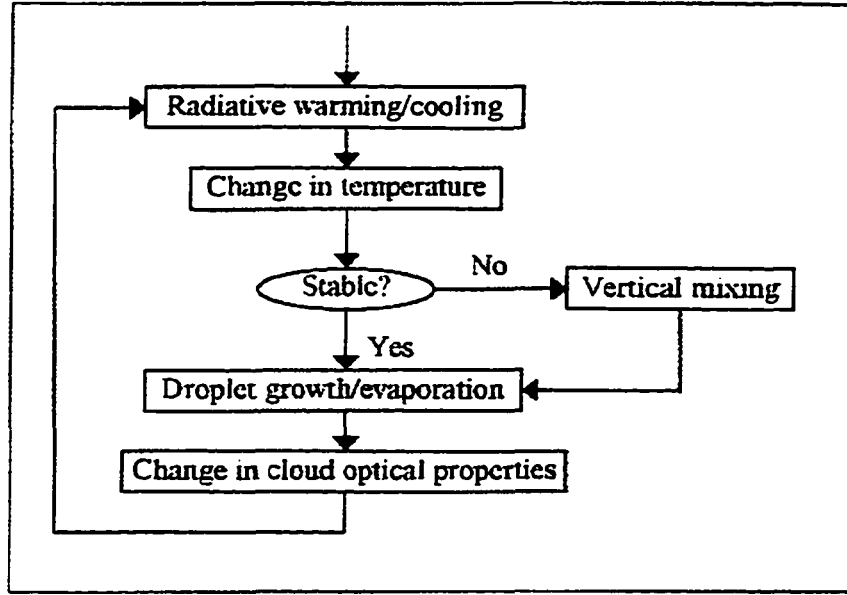 Radiative warming/cooling
Change in temperature
Stable?
No
Vertical mixing
Yes
Droplet growth/evaporation
Change in cloud optical properties